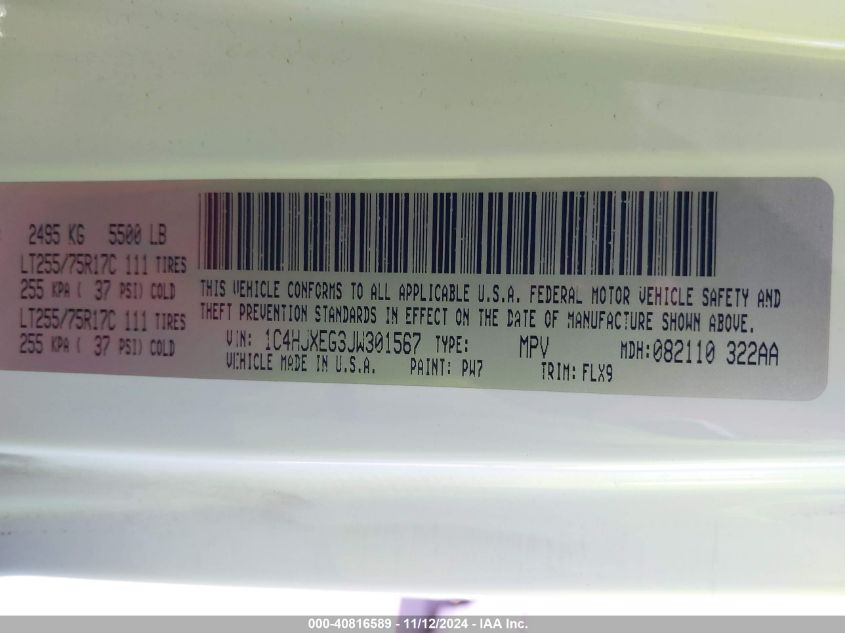 2495 KG 5500 LB
LT255/75R17C 111 TIRES
255 KPA ( 37 PSI) COLD
LT255/75R17C 111 TIRES
255 KPA ( 37 PSI) COLD
THIS VEHICLE CONFORMS TO ALL APPLICABLE U.S.A. FEDERAL MOTOR VEHICLE SAFETY AND
THEFT PREVENTION STANDARDS IN EFFECT ON THE DATE OF MANUFACTURE SHOWN ABOVE.
VIN: 1C4HJXEG3JW301567 TYPE: MPV MDH:082110 322AA
VEHICLE MADE IN U.S.A. PAINT: PW7 TRIM: FLX9
000-40816589 - 11/12/2024 - IAA Inc.